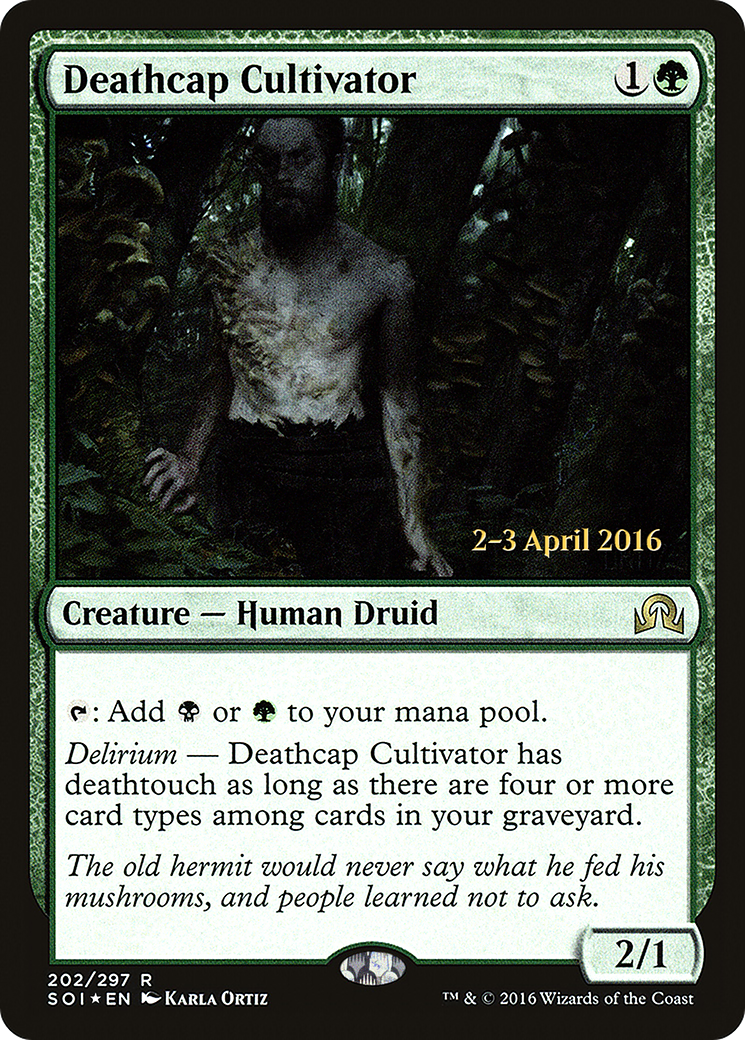 Deathcap Cultivator 1
2–3 April 2016
Creature — Human Druid
: Add or to your mana pool.
Delirium — Deathcap Cultivator has
deathtouch as long as there are four or more
card types among cards in your graveyard.
The old hermit would never say what he fed his
mushrooms, and people learned not to ask.
2/1
202/297 R
SOI★EN Karla Ortiz
™ & © 2016 Wizards of the Coast